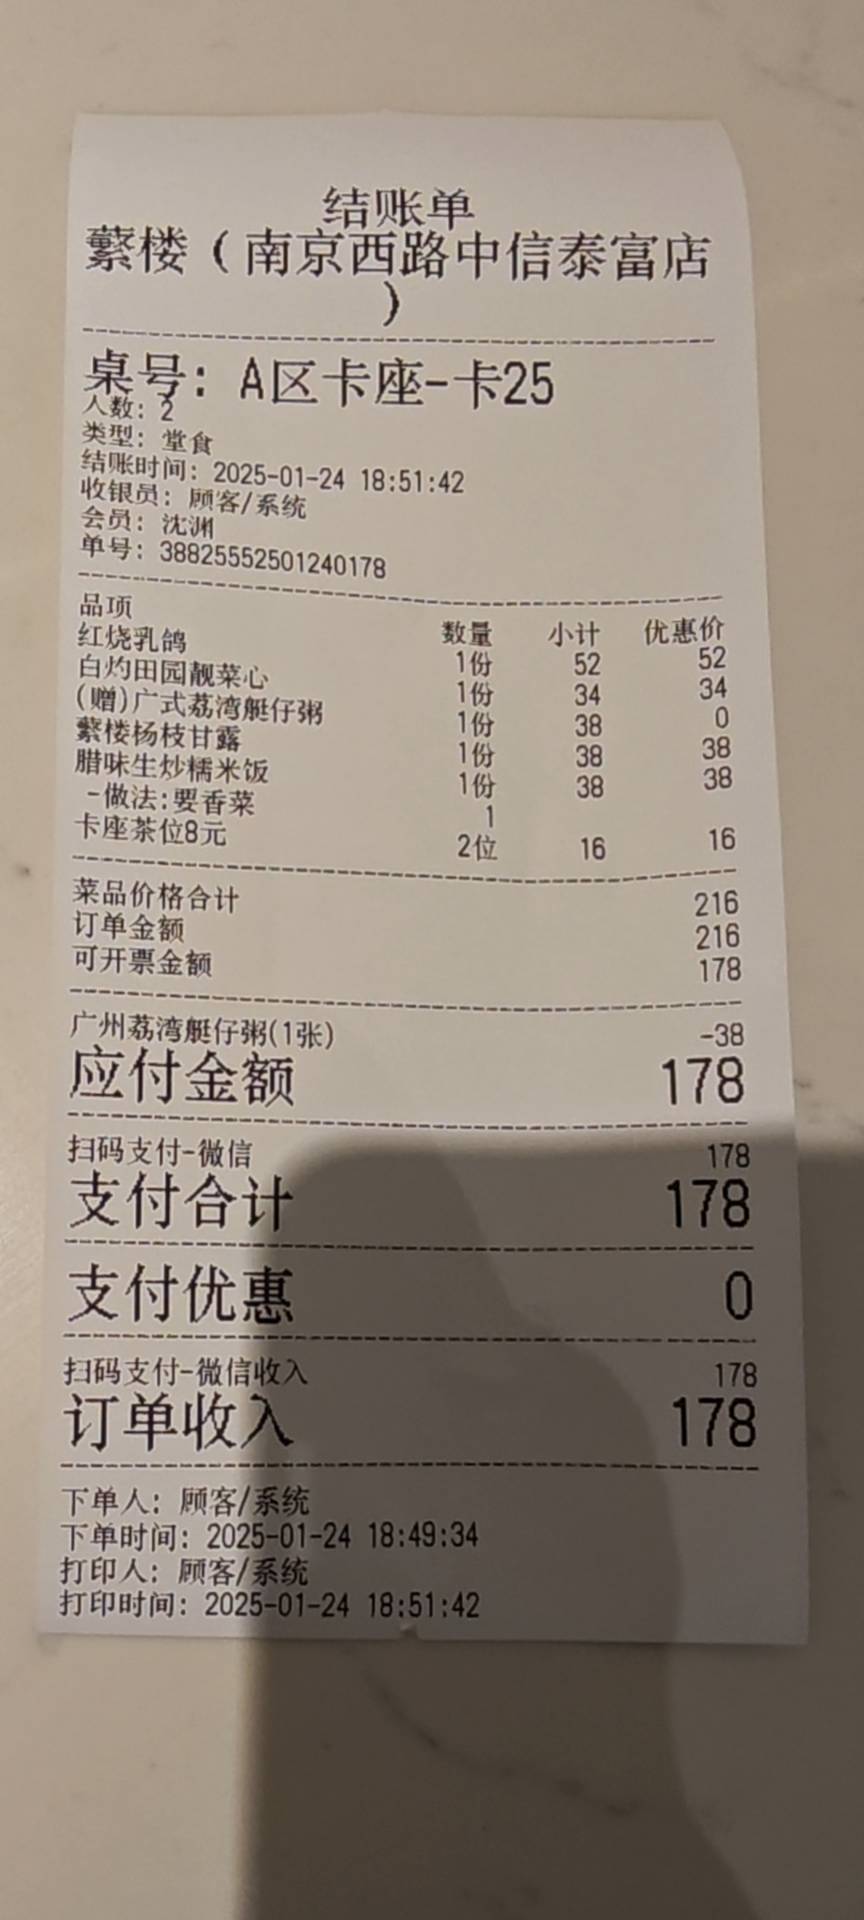 结账单
蘩楼（南京西路中信泰富店
）
桌号：A区卡座-卡25
人数：2
类型：堂食
结账时间：2025-01-24 18:51:42
收银员：顾客/系统
会员：沈渊
单号：38825552501240178
品项 数量 小计 优惠价
红烧乳鸽 1份 52 52
白灼田园靓菜心 1份 34 34
(赠)广式荔湾艇仔粥 1份 38 0
蘩楼杨枝甘露 1份 38 38
腊味生炒糯米饭 1份 38 38
-做法:要香菜 1
卡座茶位8元 2位 16 16
菜品价格合计 216
订单金额 216
可开票金额 178
广州荔湾艇仔粥(1张) -38
应付金额 178
扫码支付-微信 178
支付合计 178
支付优惠 0
扫码支付-微信收入 178
订单收入 178
下单人：顾客/系统
下单时间：2025-01-24 18:49:34
打印人：顾客/系统
打印时间：2025-01-24 18:51:42